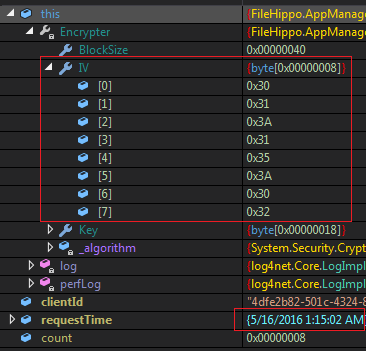 this {FileHippo.AppManage
Encrypter {FileHippo.AppManage
BlockSize 0x00000040
IV {byte[0x00000008]}
[0] 0x30
[1] 0x31
[2] 0x3A
[3] 0x31
[4] 0x35
[5] 0x3A
[6] 0x30
[7] 0x32
Key {byte[0x00000018]}
_algorithm {System.Security.Crypt
log {log4net.Core.LogImpl
perfLog {log4net.Core.LogImpl
clientId "4dfe2b82-501c-4324-8
requestTime {5/16/2016 1:15:02 AM
count 0x00000008